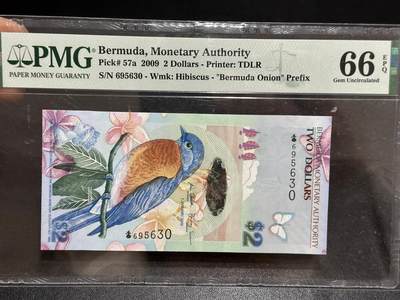 PMG
PAPER MONEY GUARANTY
Bermuda, Monetary Authority
Pick# 57a 2009 2 Dollars - Printer: TDLR
S/N 695630 - Wmk: Hibiscus - "Bermuda Onion" Prefix
66 EPQ
Gem Uncirculated
BERMUDA MONETARY AUTHORITY
TWO DOLLARS
695630
$2
695630
$2